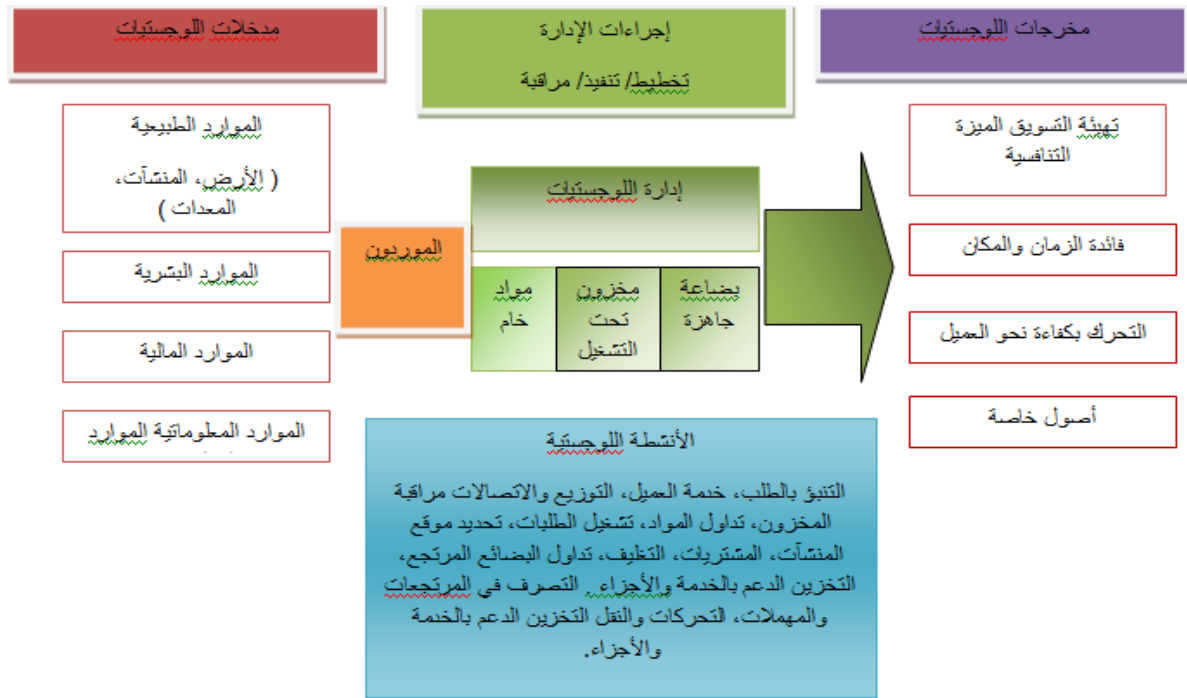 مدخلات اللوجستيات
إجراءات الإدارة
تخطيط/ تنفيذ/ مراقبة
مخرجات اللوجستيات
الموارد الطبيعية
( الأرض، المنشآت،
المعدات )
الموارد البشرية
الموارد المالية
الموارد المعلوماتية الموارد
الموردون
إدارة اللوجستيات
مواد
خام
مخزون
تحت
التشغيل
بضاعة
جاهزة
تهيئة التسويق الميزة
التنافسية
فائدة الزمان والمكان
التحرك بكفاءة نحو العميل
أصول خاصة
الأنشطة اللوجستية
التنبؤ بالطلب، خدمة العميل، التوزيع والاتصالات مراقبة
المخزون، تداول المواد، تشغيل الطلبات، تحديد موقع
المنشآت، المشتريات، التغليف، تداول البضائع المرتجع،
التخزين الدعم بالخدمة والأجزاء . التصرف في المرتجعات
والمهملات، التحركات والنقل التخزين الدعم بالخدمة
والأجزاء.